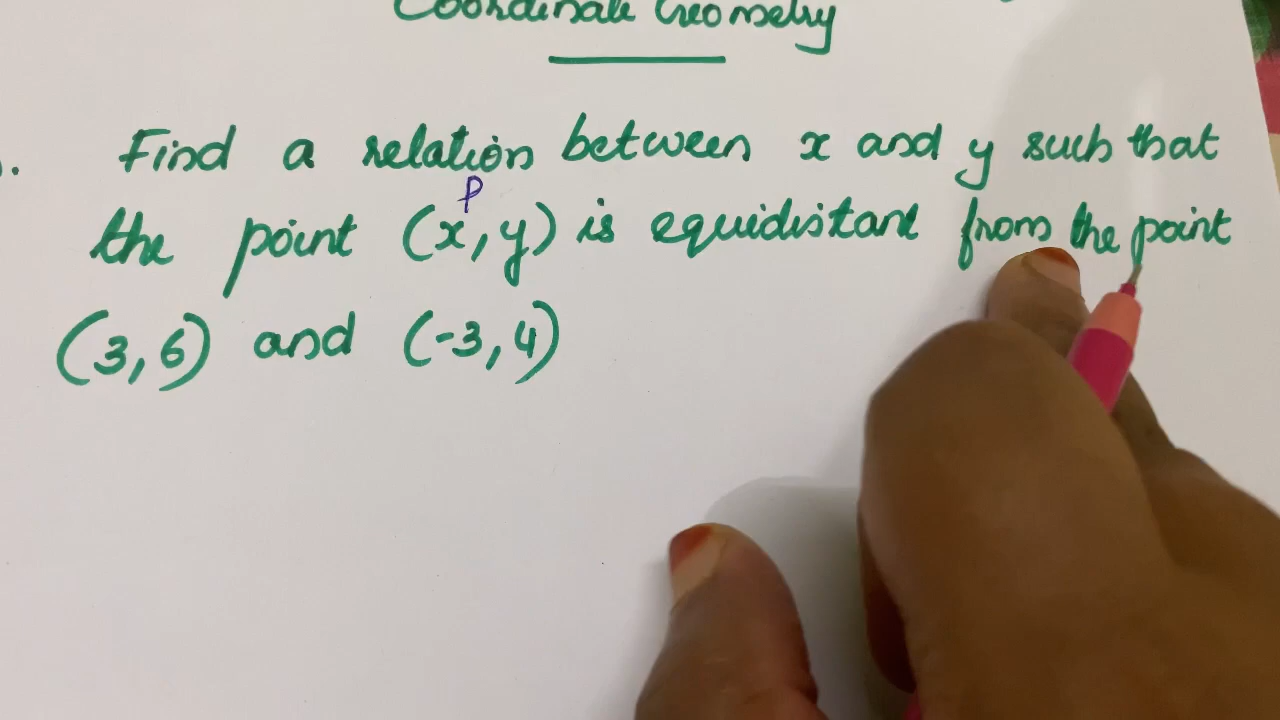 Coordinate Geometry
Find a relation between x and y such that
P
the point (x, y) is equidistant from the point
(3, 6) and (-3, 4)